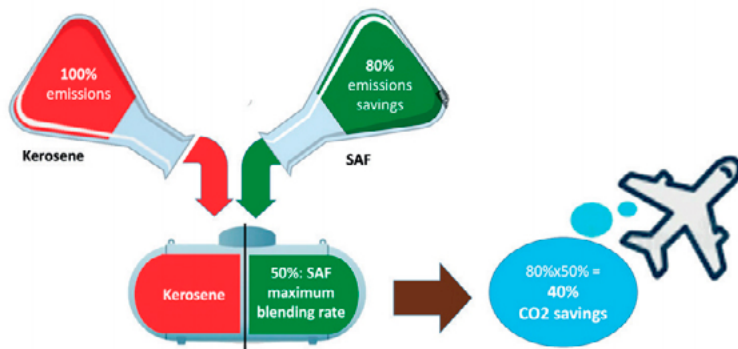 100%
emissions
80%
emissions
savings
Kerosene
SAF
Kerosene
50%: SAF
maximum
blending rate
80%x50% =
40%
CO2 savings